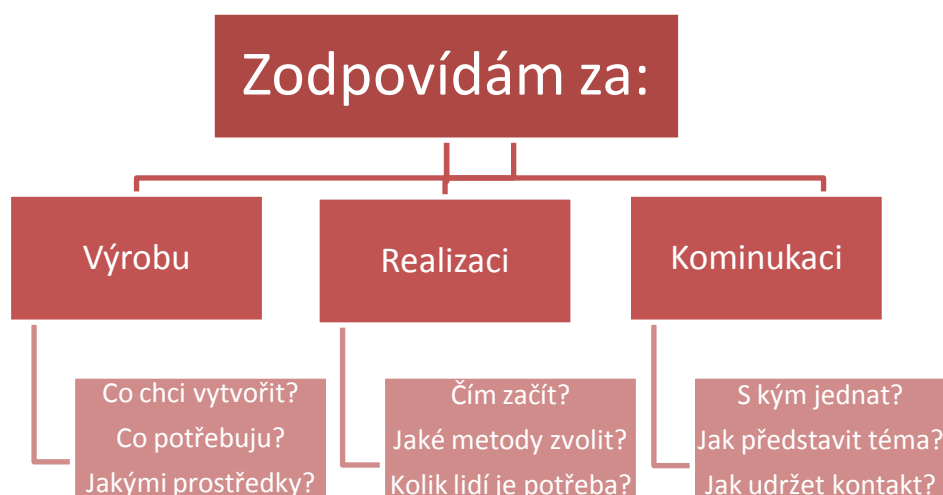 Zodpovídám za:
Výrobu
Realizaci
Kominukaci
Co chci vytvořit?
Co potřebuju?
Jakými prostředky?
Čím začít?
Jaké metody zvolit?
Kolik lidí je potřeba?
S kým jednat?
Jak představit téma?
Jak udržet kontakt?